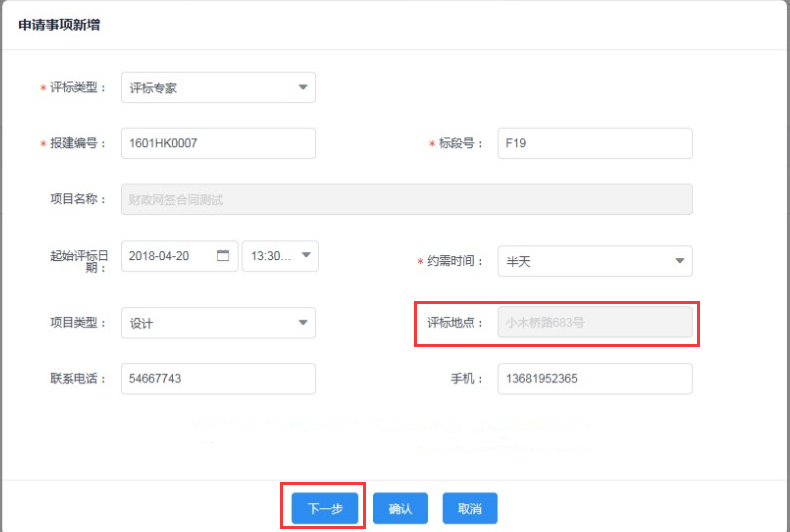 申请事项新增
* 评标类型： 评标专家
* 报建编号： 1601HK0007 * 标段号： F19
项目名称： 财政网签合同测试
起始评标日期： 2018-04-20 13:30... * 约需时间： 半天
项目类型： 设计 评标地点： 小木桥路683号
联系电话： 54667743 手机： 13681952365
下一步 确认 取消